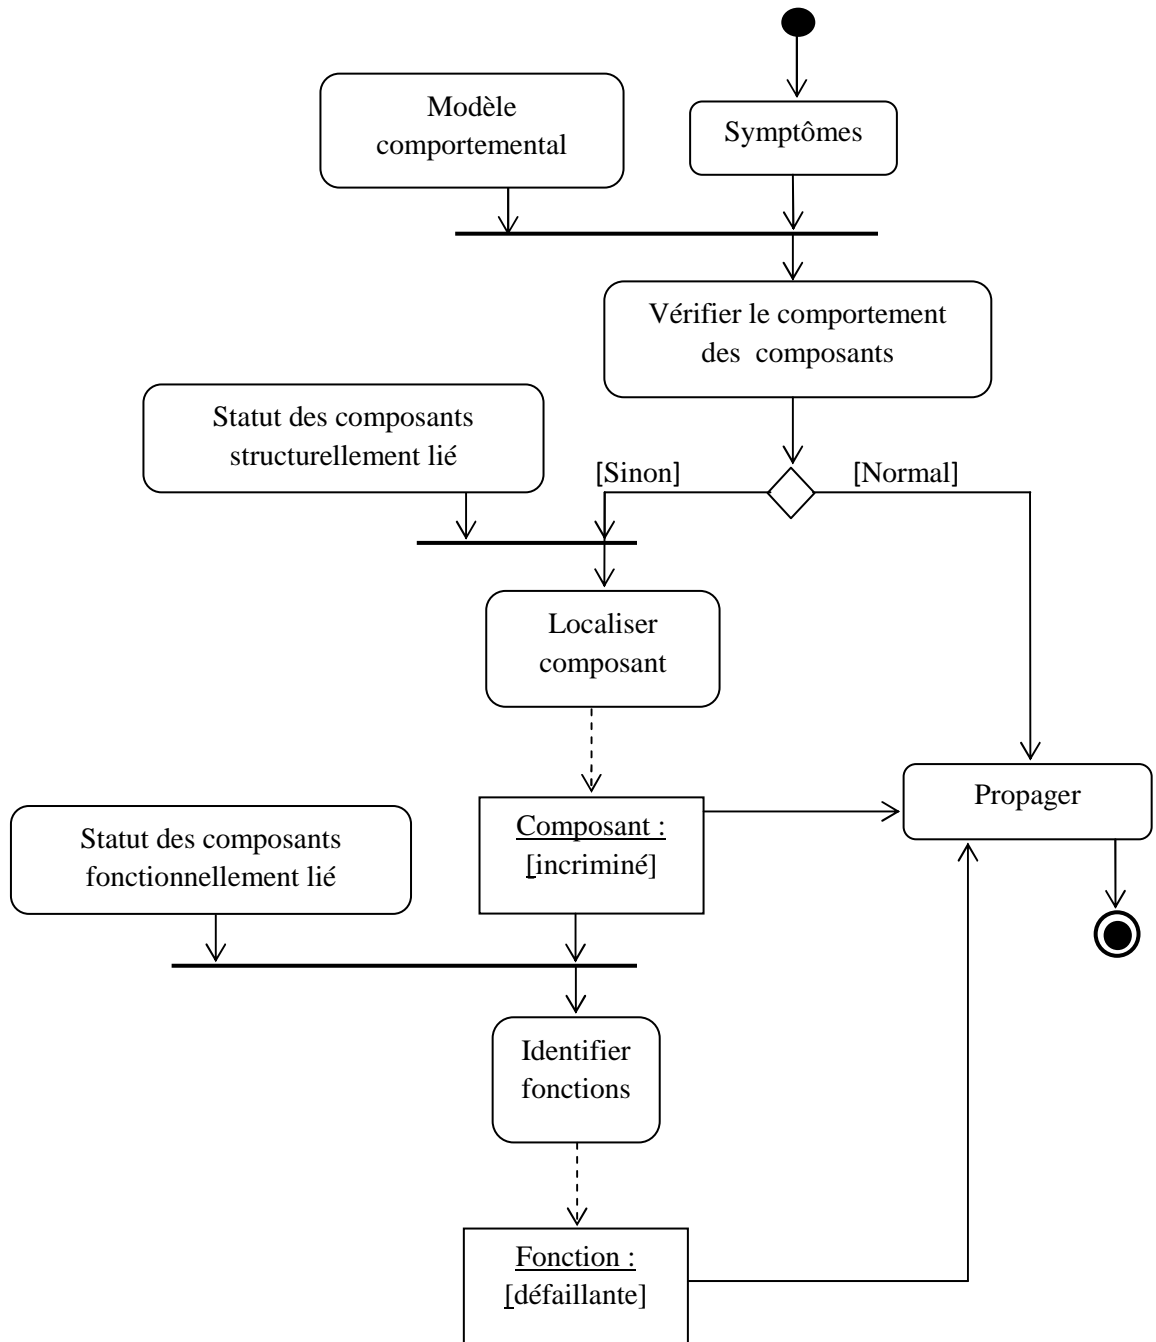 Modèle
comportemental
Symptômes
Vérifier le comportement
des composants
Statut des composants
structurellement lié
[Sinon]
[Normal]
Localiser
composant
Propager
Composant :
[incriminé]
Statut des composants
fonctionnellement lié
Identifier
fonctions
Fonction :
[défaillante]